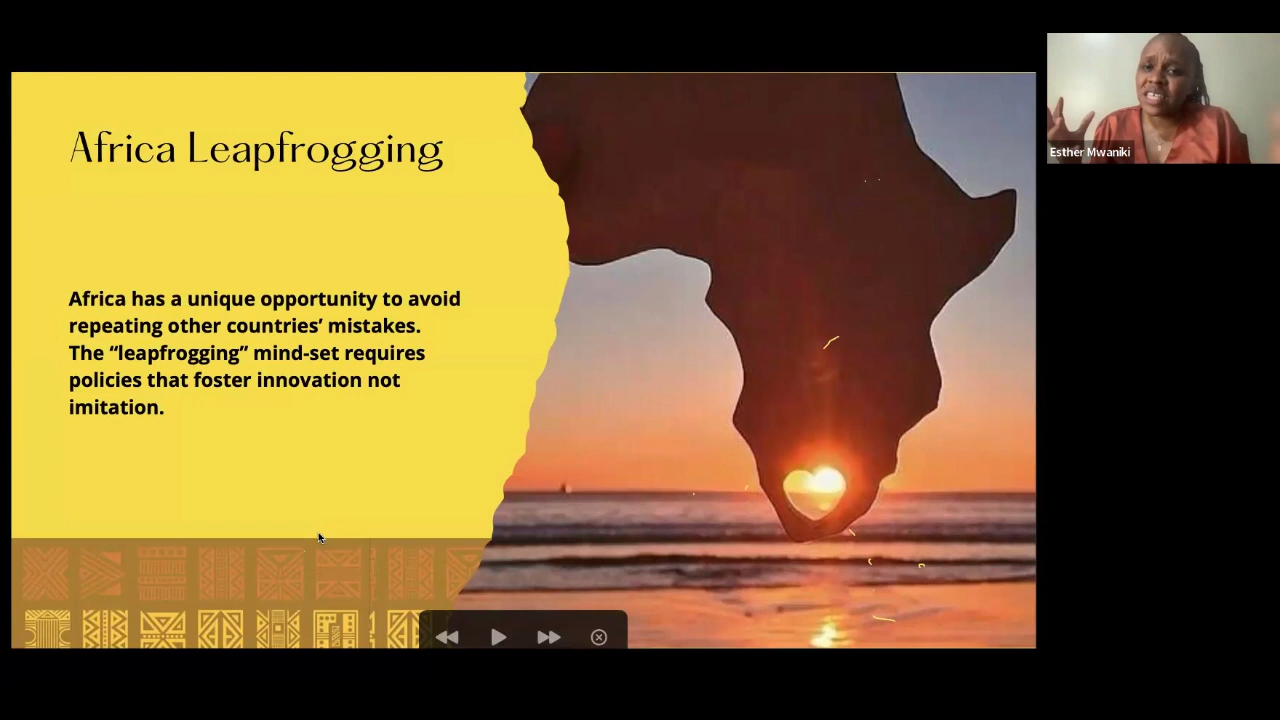 Africa Leapfrogging
Africa has a unique opportunity to avoid
repeating other countries’ mistakes.
The “leapfrogging” mind-set requires
policies that foster innovation not
imitation.
Esther Mwaniki